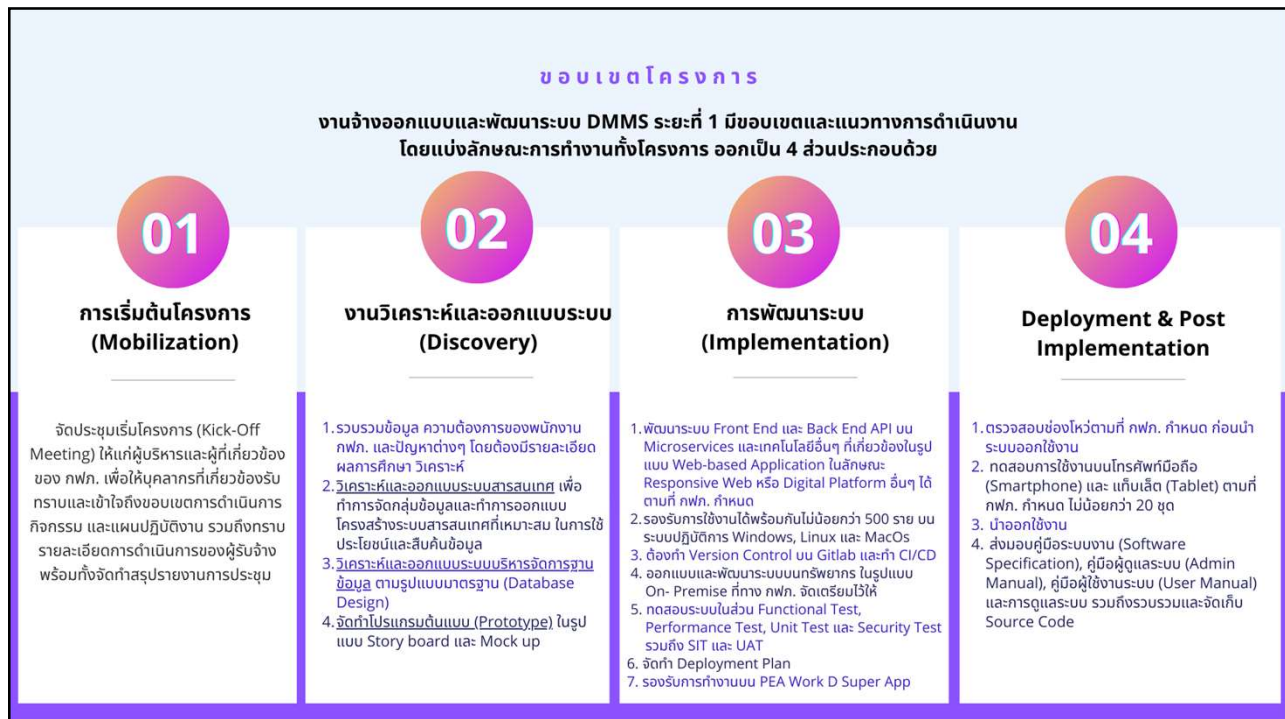 ขอบเขตโครงการ
งานจ้างออกแบบและพัฒนาระบบ DMMS ระยะที่ 1 มีขอบเขตและแนวทางการดำเนินงาน
โดยแบ่งลักษณะการทำงานทั้งโครงการ ออกเป็น 4 ส่วนประกอบด้วย
01
การเริ่มต้นโครงการ
(Mobilization)
จัดประชุมเริ่มโครงการ (Kick-Off
Meeting) ให้แก่ผู้บริหารและผู้ที่เกี่ยวข้อง
ของ กฟภ. เพื่อให้บุคลากรที่เกี่ยวข้องรับ
ทราบและเข้าใจถึงขอบเขตการดำเนินการ
กิจกรรม และแผนปฏิบัติงาน รวมถึงทราบ
รายละเอียดการดำเนินการของผู้รับจ้าง
พร้อมทั้งจัดทำสรุปรายงานการประชุม
02
งานวิเคราะห์และออกแบบระบบ
(Discovery)
1. รวบรวมข้อมูล ความต้องการของพนักงาน
กฟภ. และปัญหาต่างๆ โดยต้องมีรายละเอียด
ผลการศึกษา วิเคราะห์
2. วิเคราะห์และออกแบบระบบสารสนเทศ เพื่อ
ทำการจัดกลุ่มข้อมูลและทำการออกแบบ
โครงสร้างระบบสารสนเทศที่เหมาะสม ในการใช้
ประโยชน์และสืบค้นข้อมูล
3. วิเคราะห์และออกแบบระบบบริหารจัดการฐาน
ข้อมูล ตามรูปแบบมาตรฐาน (Database
Design)
4. จัดทำโปรแกรมต้นแบบ (Prototype) ในรูป
แบบ Story board และ Mock up
03
การพัฒนาระบบ
(Implementation)
1. พัฒนาระบบ Front End และ Back End API บน
Microservices และเทคโนโลยีอื่นๆ ที่เกี่ยวข้องในรูป
แบบ Web-based Application ในลักษณะ
Responsive Web หรือ Digital Platform อื่นๆ ได้
ตามที่ กฟภ. กำหนด
2. รองรับการใช้งานได้พร้อมกันไม่น้อยกว่า 500 ราย บน
ระบบปฏิบัติการ Windows, Linux และ MacOs
3. ต้องทำ Version Control บน Gitlab และทำ CI/CD
4. ออกแบบและพัฒนาระบบบนทรัพยากร ในรูปแบบ
On- Premise ที่ทาง กฟภ. จัดเตรียมไว้ให้
5. ทดสอบระบบในส่วน Functional Test,
Performance Test, Unit Test และ Security Test
รวมถึง SIT และ UAT
6. จัดทำ Deployment Plan
7. รองรับการทำงานบน PEA Work D Super App
04
Deployment & Post
Implementation
1. ตรวจสอบช่องโหว่ตามที่ กฟภ. กำหนด ก่อนนำ
ระบบออกใช้งาน
2. ทดสอบการใช้งานบนโทรศัพท์มือถือ
(Smartphone) และ แท็บเล็ต (Tablet) ตามที่
กฟภ. กำหนด ไม่น้อยกว่า 20 ชุด
3. นำออกใช้งาน
4. ส่งมอบคู่มือระบบงาน (Software
Specification), คู่มือผู้ดูแลระบบ (Admin
Manual), คู่มือผู้ใช้งานระบบ (User Manual)
และการดูแลระบบ รวมถึงรวบรวมและจัดเก็บ
Source Code